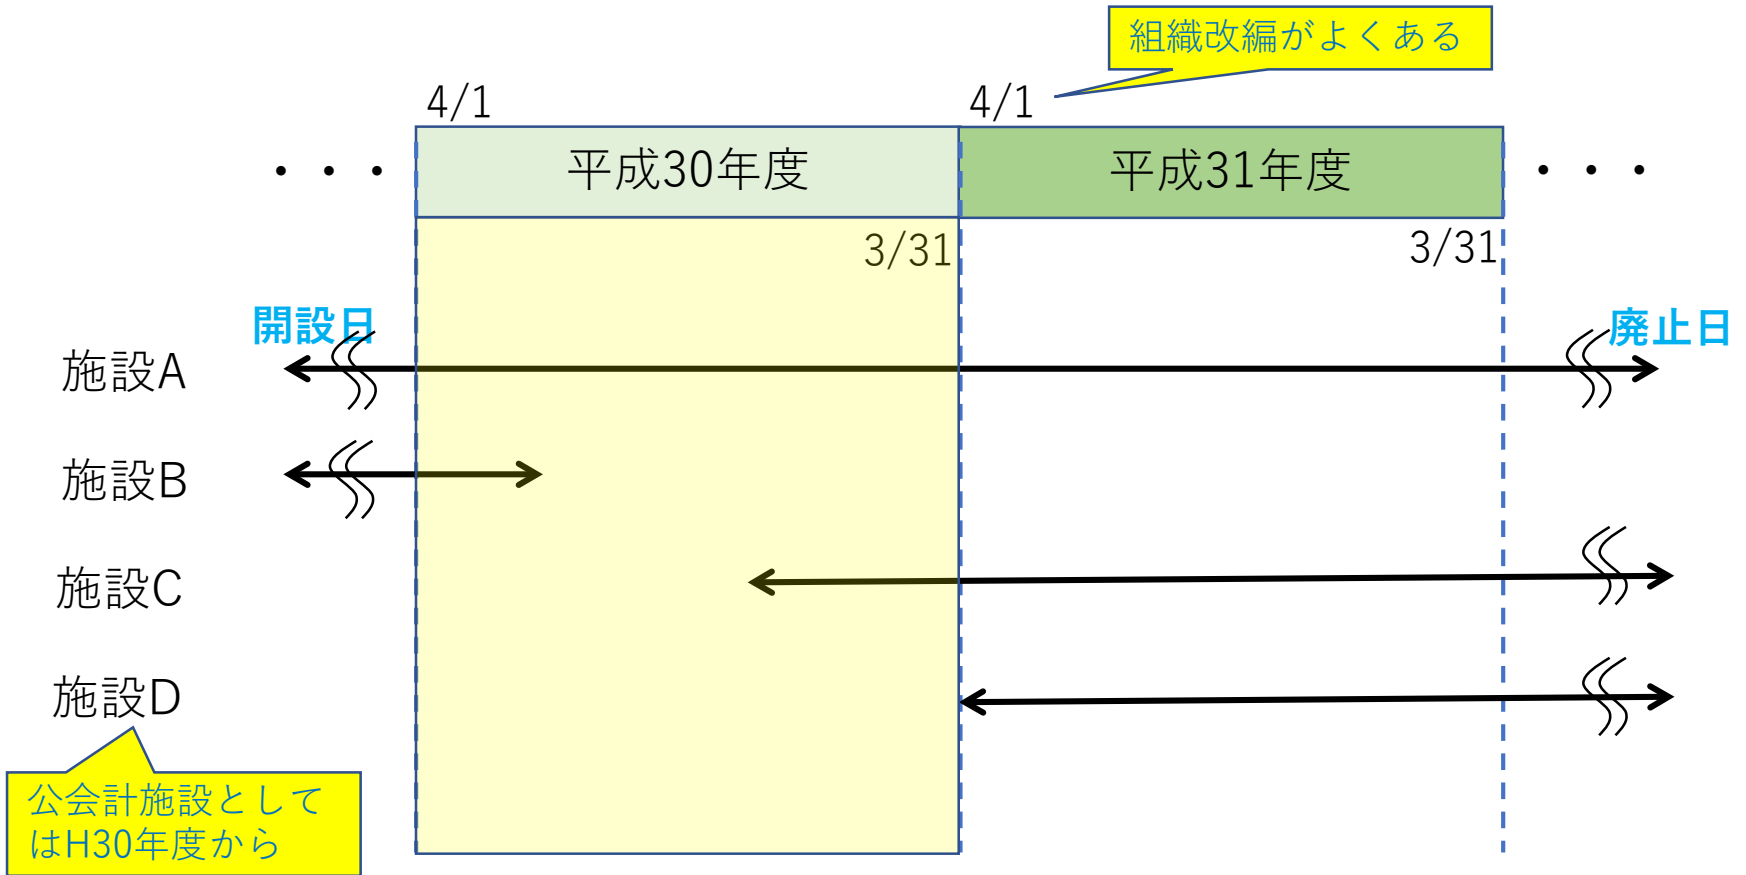 組織改編がよくある
4/1
4/1
・・・
平成30年度
平成31年度
・・・
3/31
3/31
開設日
廃止日
施設A
施設B
施設C
施設D
公会計施設として
はH30年度から